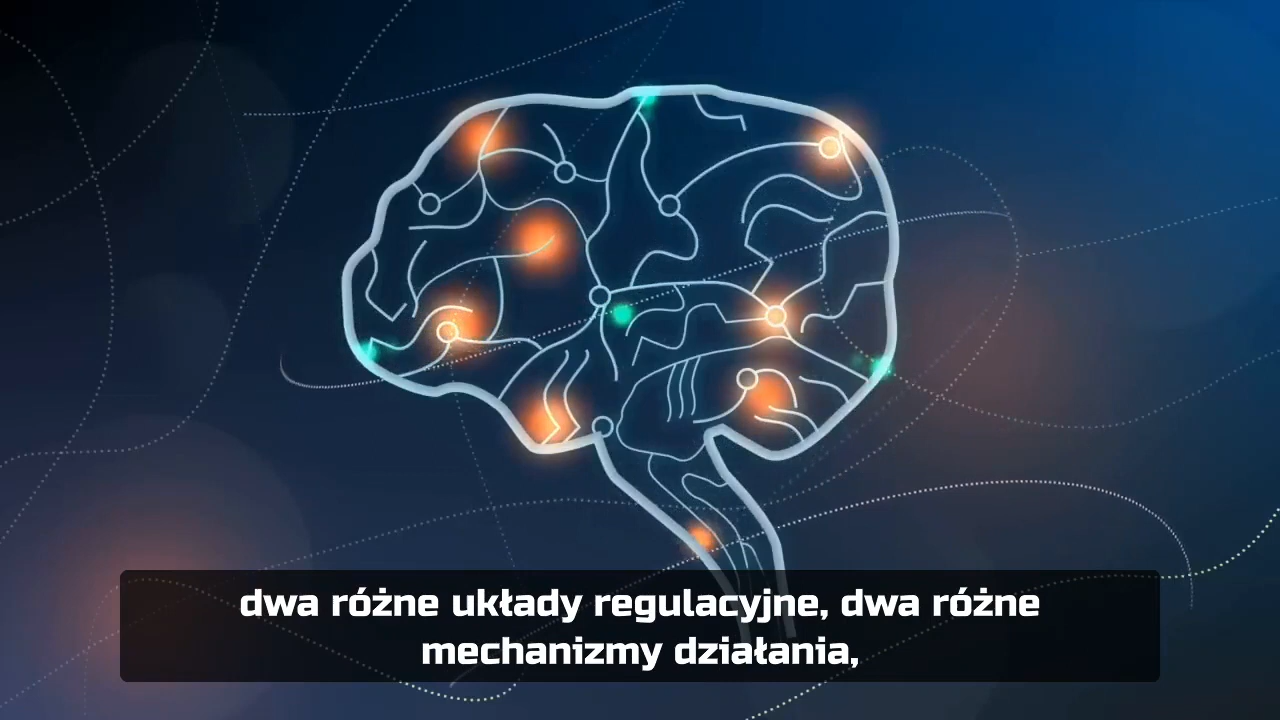 dwa różne układy regulacyjne, dwa różne
mechanizmy działania,